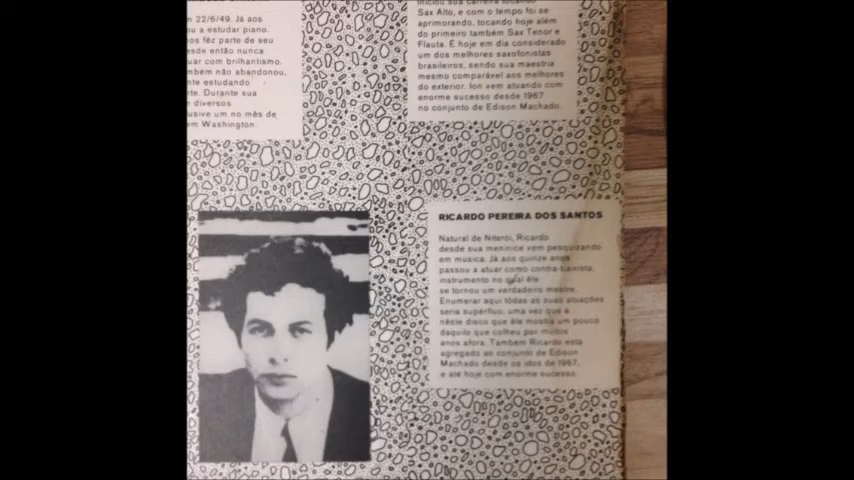 m 22/6/49. Já aos
ou a estudar piano.
nos fêz parte de seu
esde então nunca
uar com brilhantismo.
mbém não abandonou,
nte estudando
rte. Durante sua
diversos
usive um no mês de
em Washington.
Iniciou sua carreira tocando
Sax Alto, e com o tempo foi se
aprimorando, tocando hoje além
do primeiro também Sax Tenor e
Flauta. É hoje em dia considerado
um dos melhores saxofonistas
brasileiros, sendo sua maestria
mesmo comparável aos melhores
do exterior. Ion vem atuando com
enorme sucesso desde 1967
no conjunto de Edison Machado.
RICARDO PEREIRA DOS SANTOS
Natural de Niterói, Ricardo
desde sua meninice vem pesquizando
em música. Já aos quinze anos
passou a atuar como contra-baixista,
instrumento no qual êle
se tornou um verdadeiro mestre.
Enumerar aqui tôdas as suas atuações
seria supérfluo, uma vez que é
nêste disco que êle mostra um pouco
daquilo que colheu por muitos
anos afora. Também Ricardo está
agregado ao conjunto de Edison
Machado desde os idos de 1967,
e até hoje com enorme sucesso.